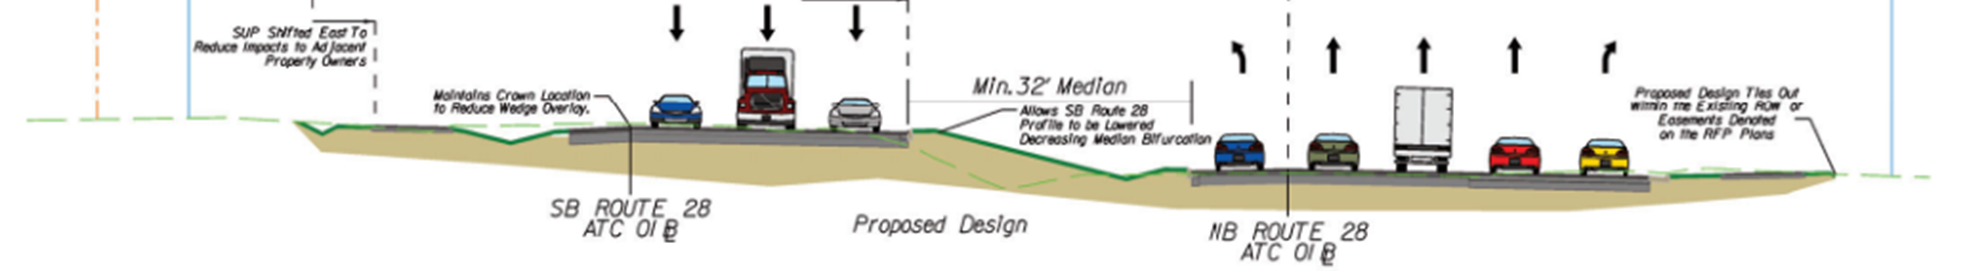 SUP Shifted East To
Reduce Impacts to Adjacent
Property Owners
Maintains Crown Location
to Reduce Wedge Overlay.
Min. 32' Median
Allows SB Route 28
Profile to be Lowered
Decreasing Median Bifurcation
Proposed Design Ties Out
within the Existing ROW or
Easements Denoted
on the RFP Plans
SB ROUTE 28
ATC 01 ℄
Proposed Design
NB ROUTE 28
ATC 01 ℄